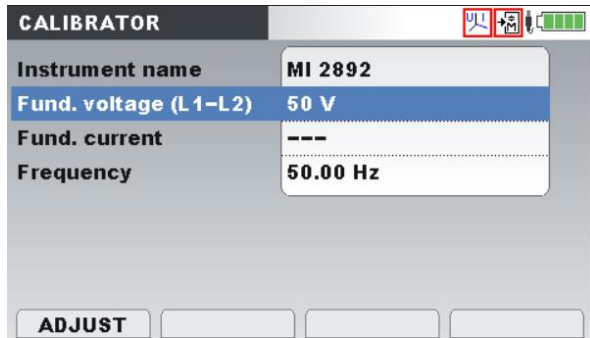 CALIBRATOR
Instrument name MI 2892
Fund. voltage (L1-L2) 50 V
Fund. current ---
Frequency 50.00 Hz
ADJUST